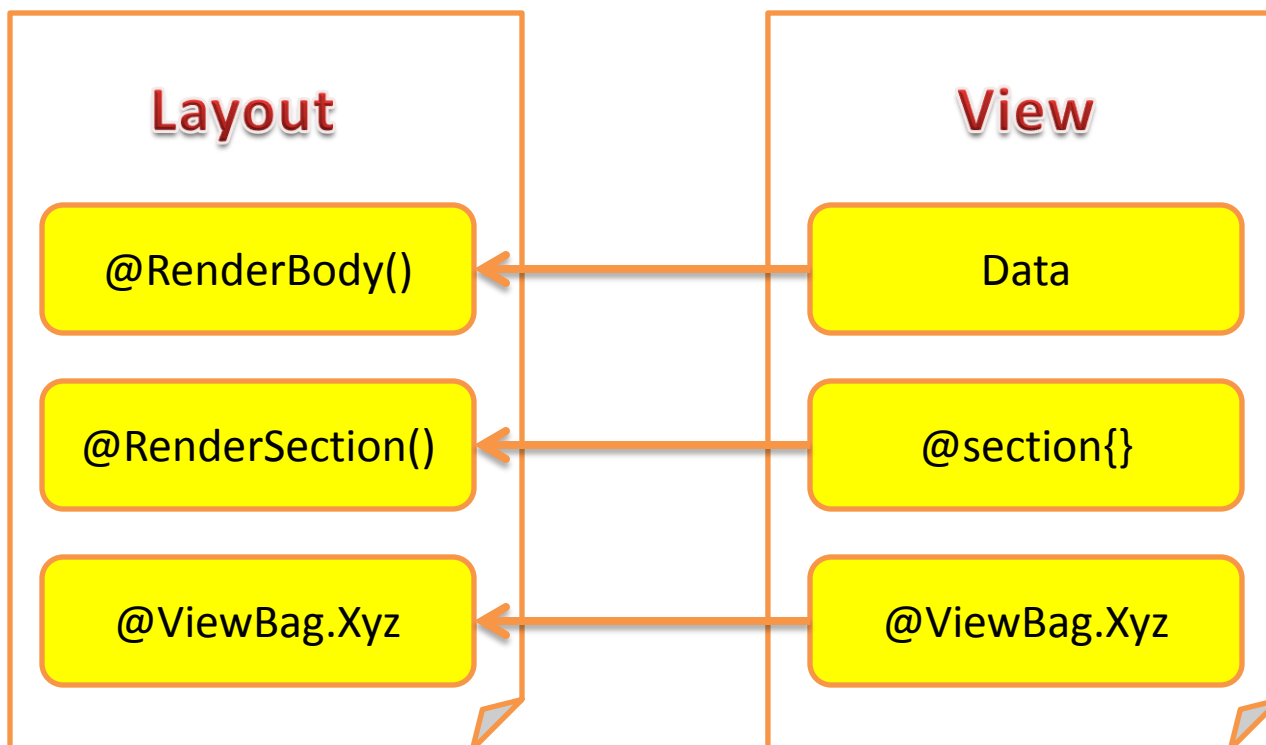 Layout
View
@RenderBody()
Data
@RenderSection()
@section{}
@ViewBag.Xyz
@ViewBag.Xyz